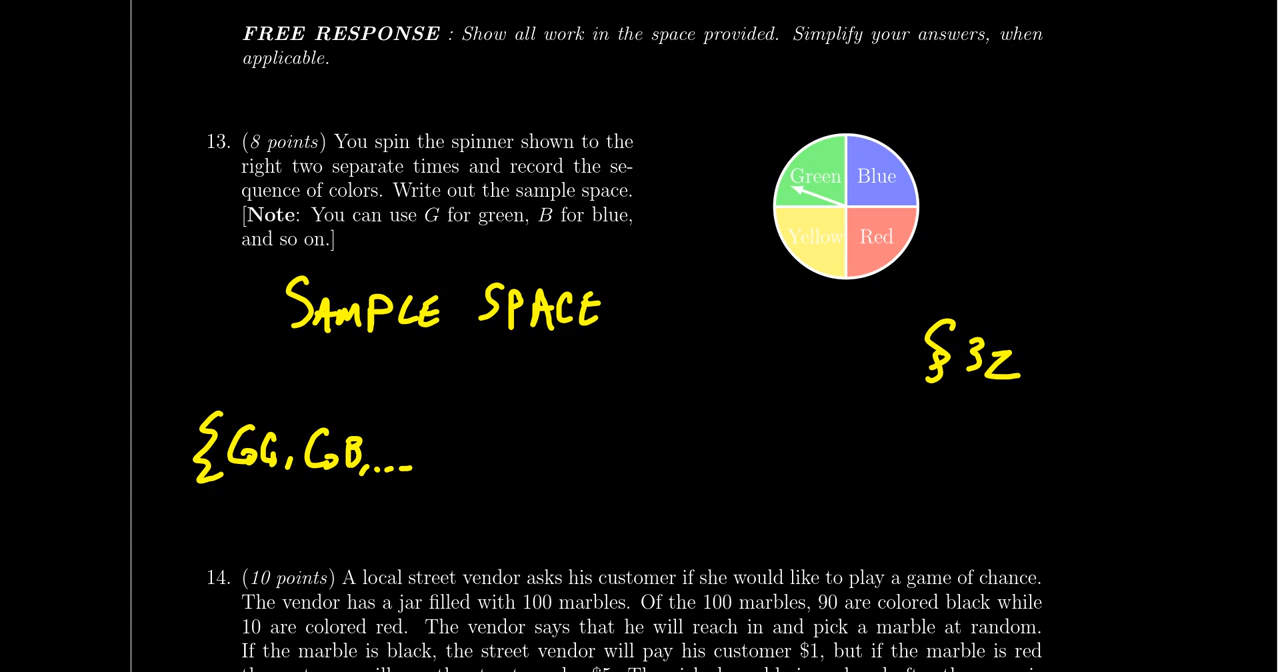 FREE RESPONSE : Show all work in the space provided. Simplify your answers, when
applicable.
13. (8 points) You spin the spinner shown to the
right two separate times and record the se-
quence of colors. Write out the sample space.
[Note: You can use G for green, B for blue,
and so on.]
Green Blue
Yellow Red
SAMPLE SPACE
{GG, GB, ...
14. (10 points) A local street vendor asks his customer if she would like to play a game of chance.
The vendor has a jar filled with 100 marbles. Of the 100 marbles, 90 are colored black while
10 are colored red. The vendor says that he will reach in and pick a marble at random.
If the marble is black, the street vendor will pay his customer $1, but if the marble is red